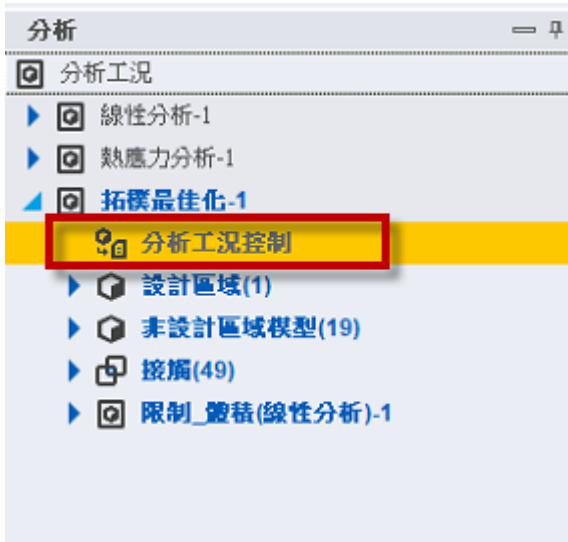 分析
分析工況
線性分析-1
熱應力分析-1
拓樸最佳化-1
分析工況控制
設計區域(1)
非設計區域模型(19)
接觸(49)
限制_體積(線性分析)-1